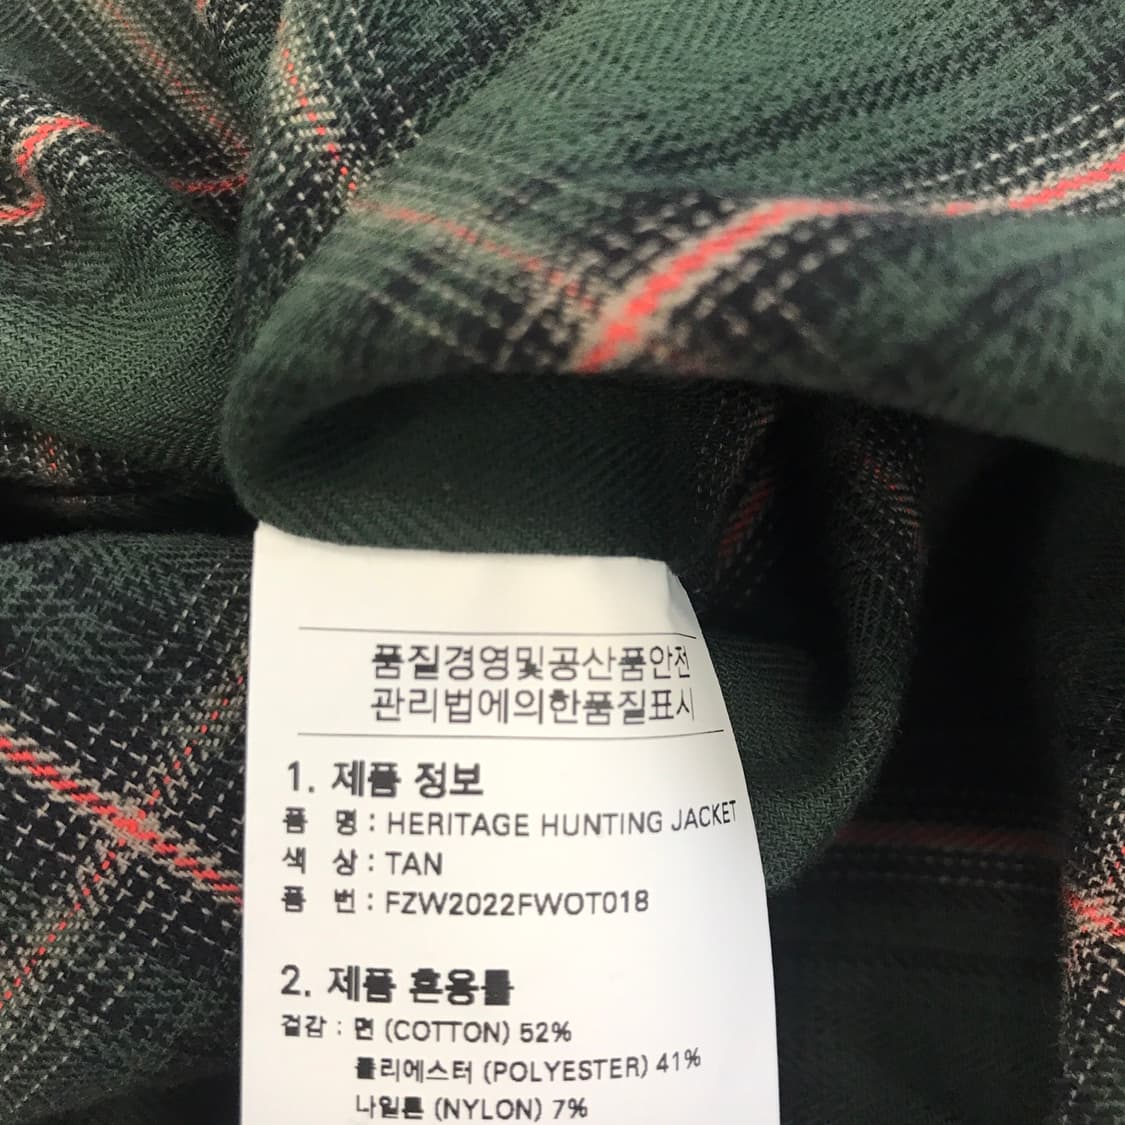 품질경영및공산품안전
관리법에의한품질표시
1. 제품 정보
품 명 : HERITAGE HUNTING JACKET
색 상 : TAN
품 번 : FZW2022FWOT018
2. 제품 혼용률
겉감 : 면 (COTTON) 52%
폴리에스터 (POLYESTER) 41%
나일론 (NYLON) 7%